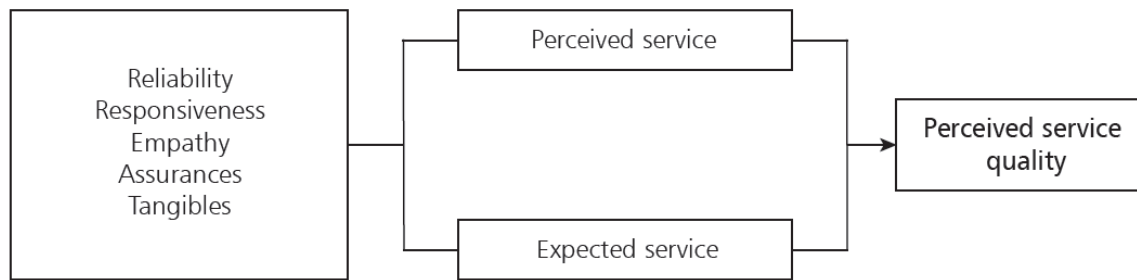 Reliability
Responsiveness
Empathy
Assurances
Tangibles
Perceived service
Expected service
Perceived service
quality